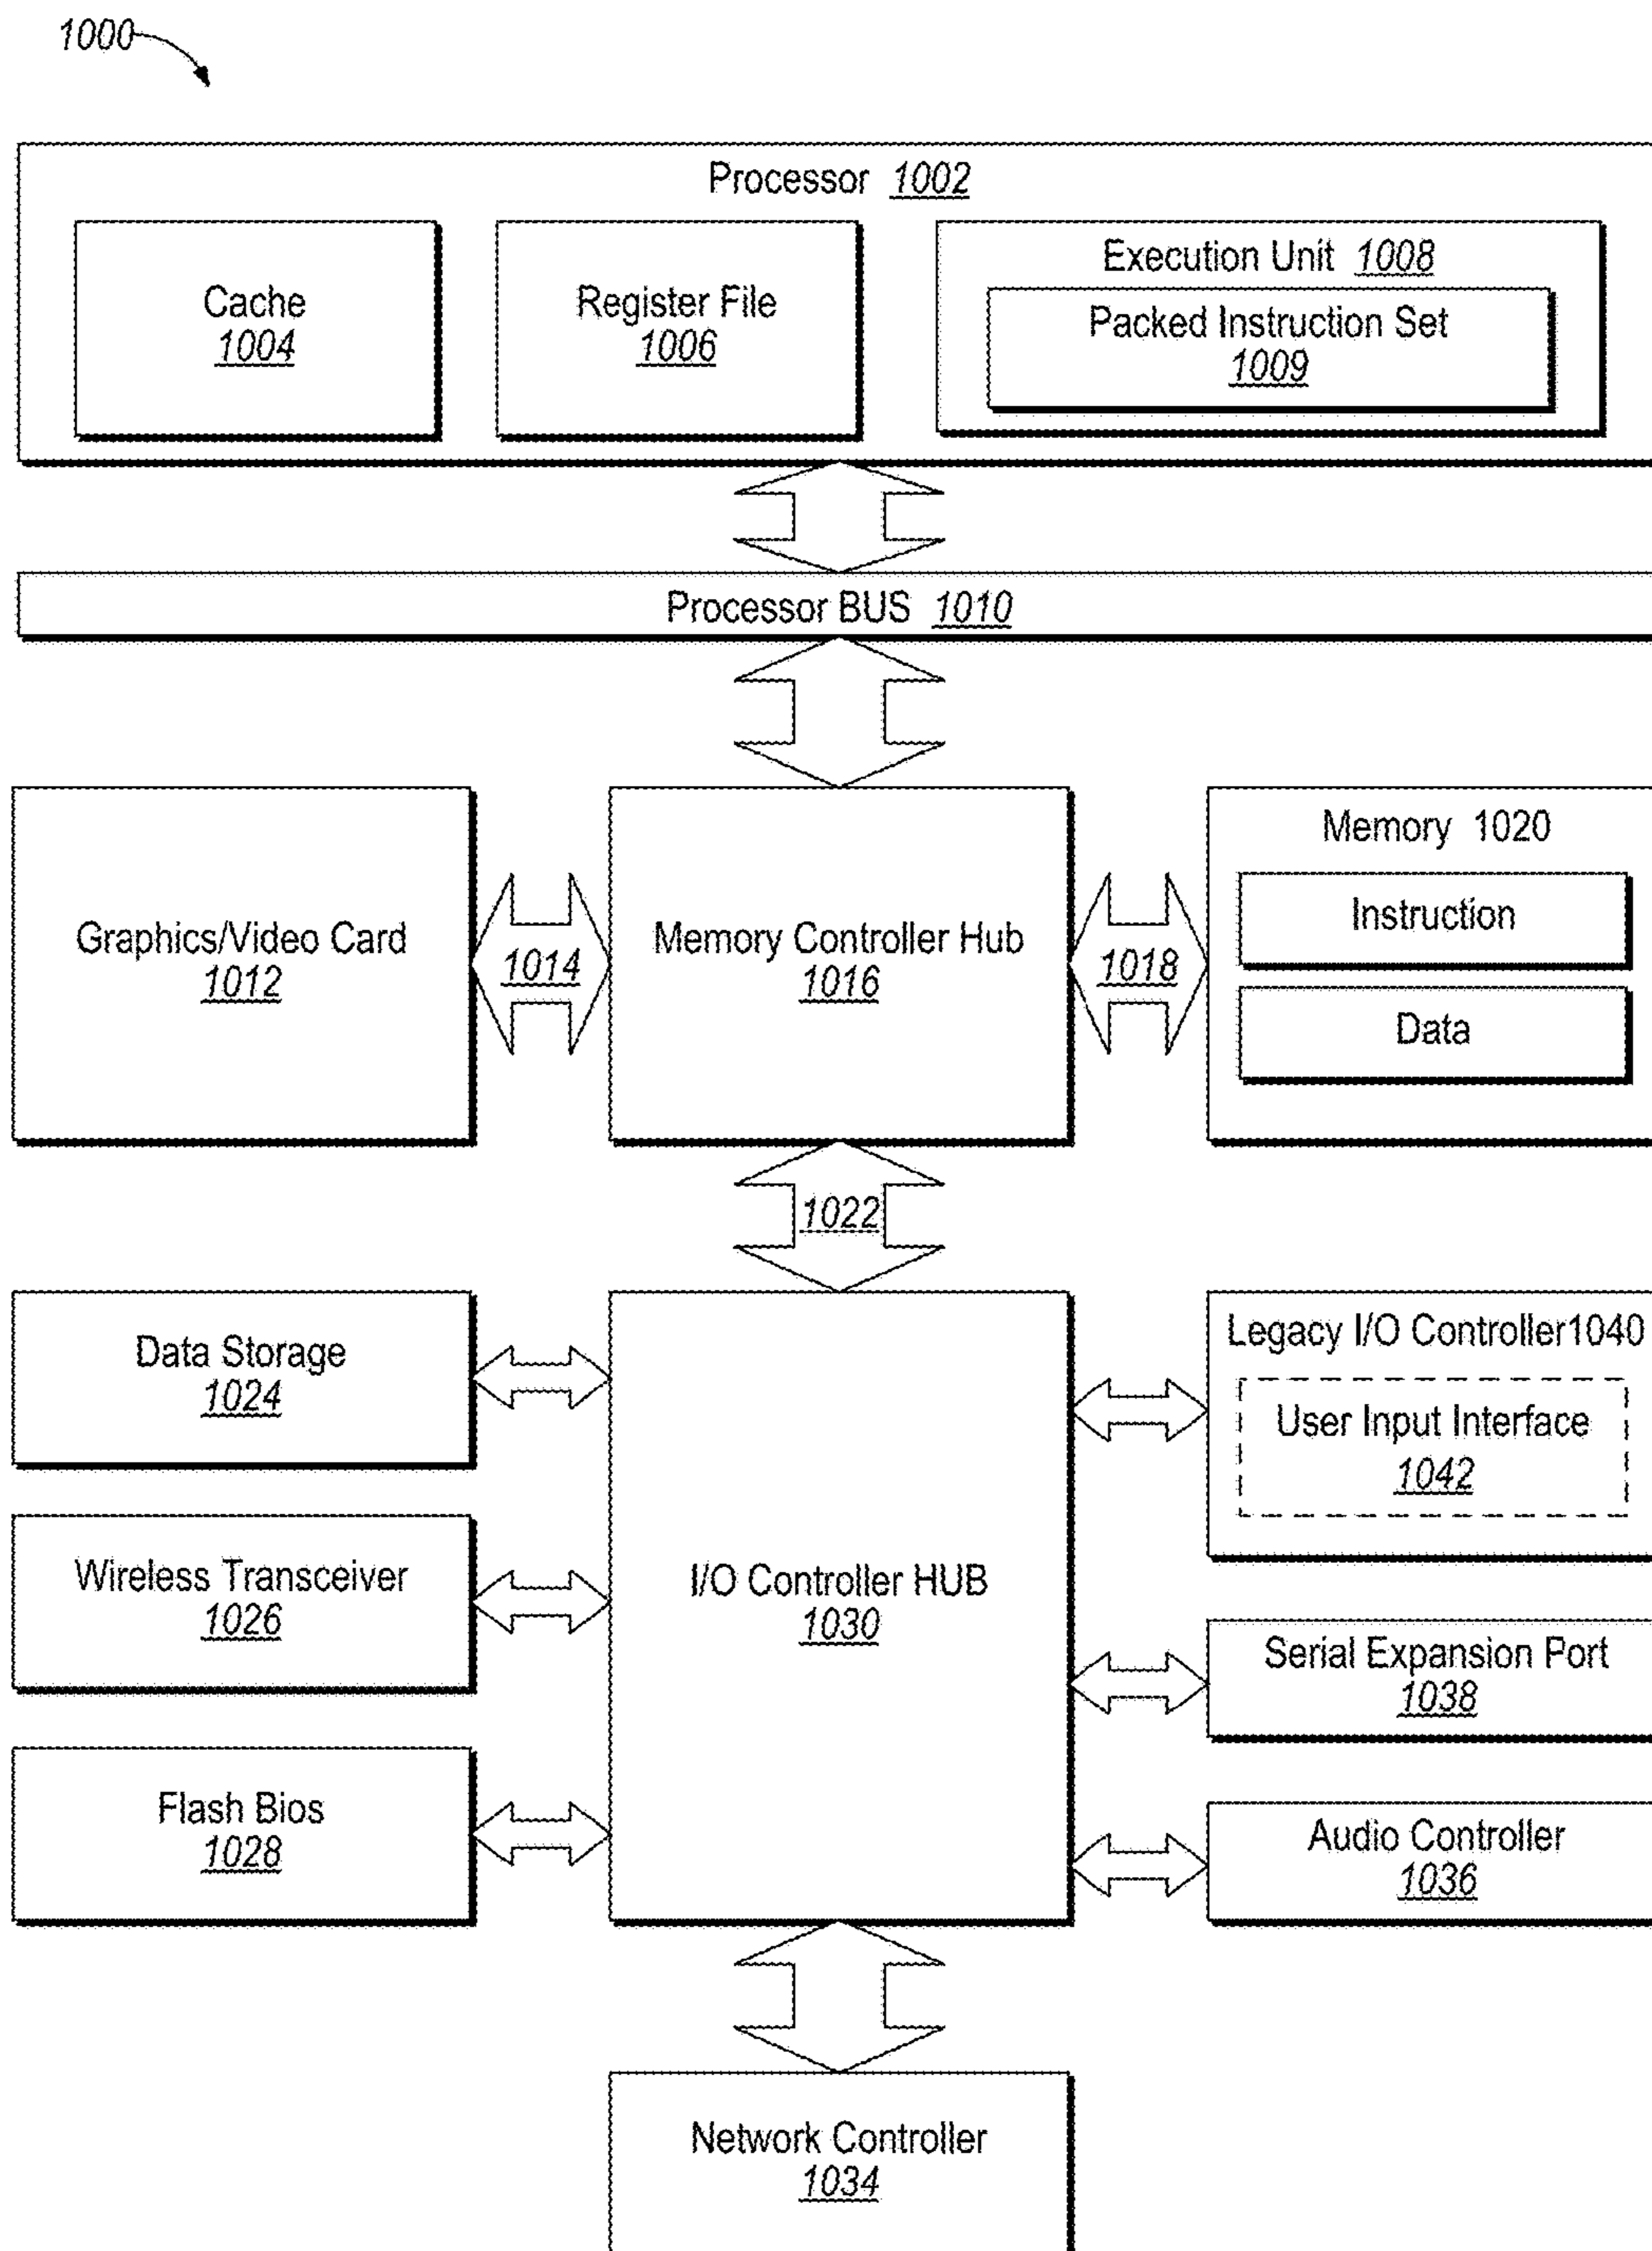 1000
Processor 1002
Cache
1004
Register File
1006
Execution Unit 1008
Packed Instruction Set
1009
Processor BUS 1010
Graphics/Video Card
1012
1014
Memory Controller Hub
1016
1018
Memory 1020
Instruction
Data
1022
Data Storage
1024
Wireless Transceiver
1026
Flash Bios
1028
I/O Controller HUB
1030
Legacy I/O Controller1040
User Input Interface
1042
Serial Expansion Port
1038
Audio Controller
1036
Network Controller
1034